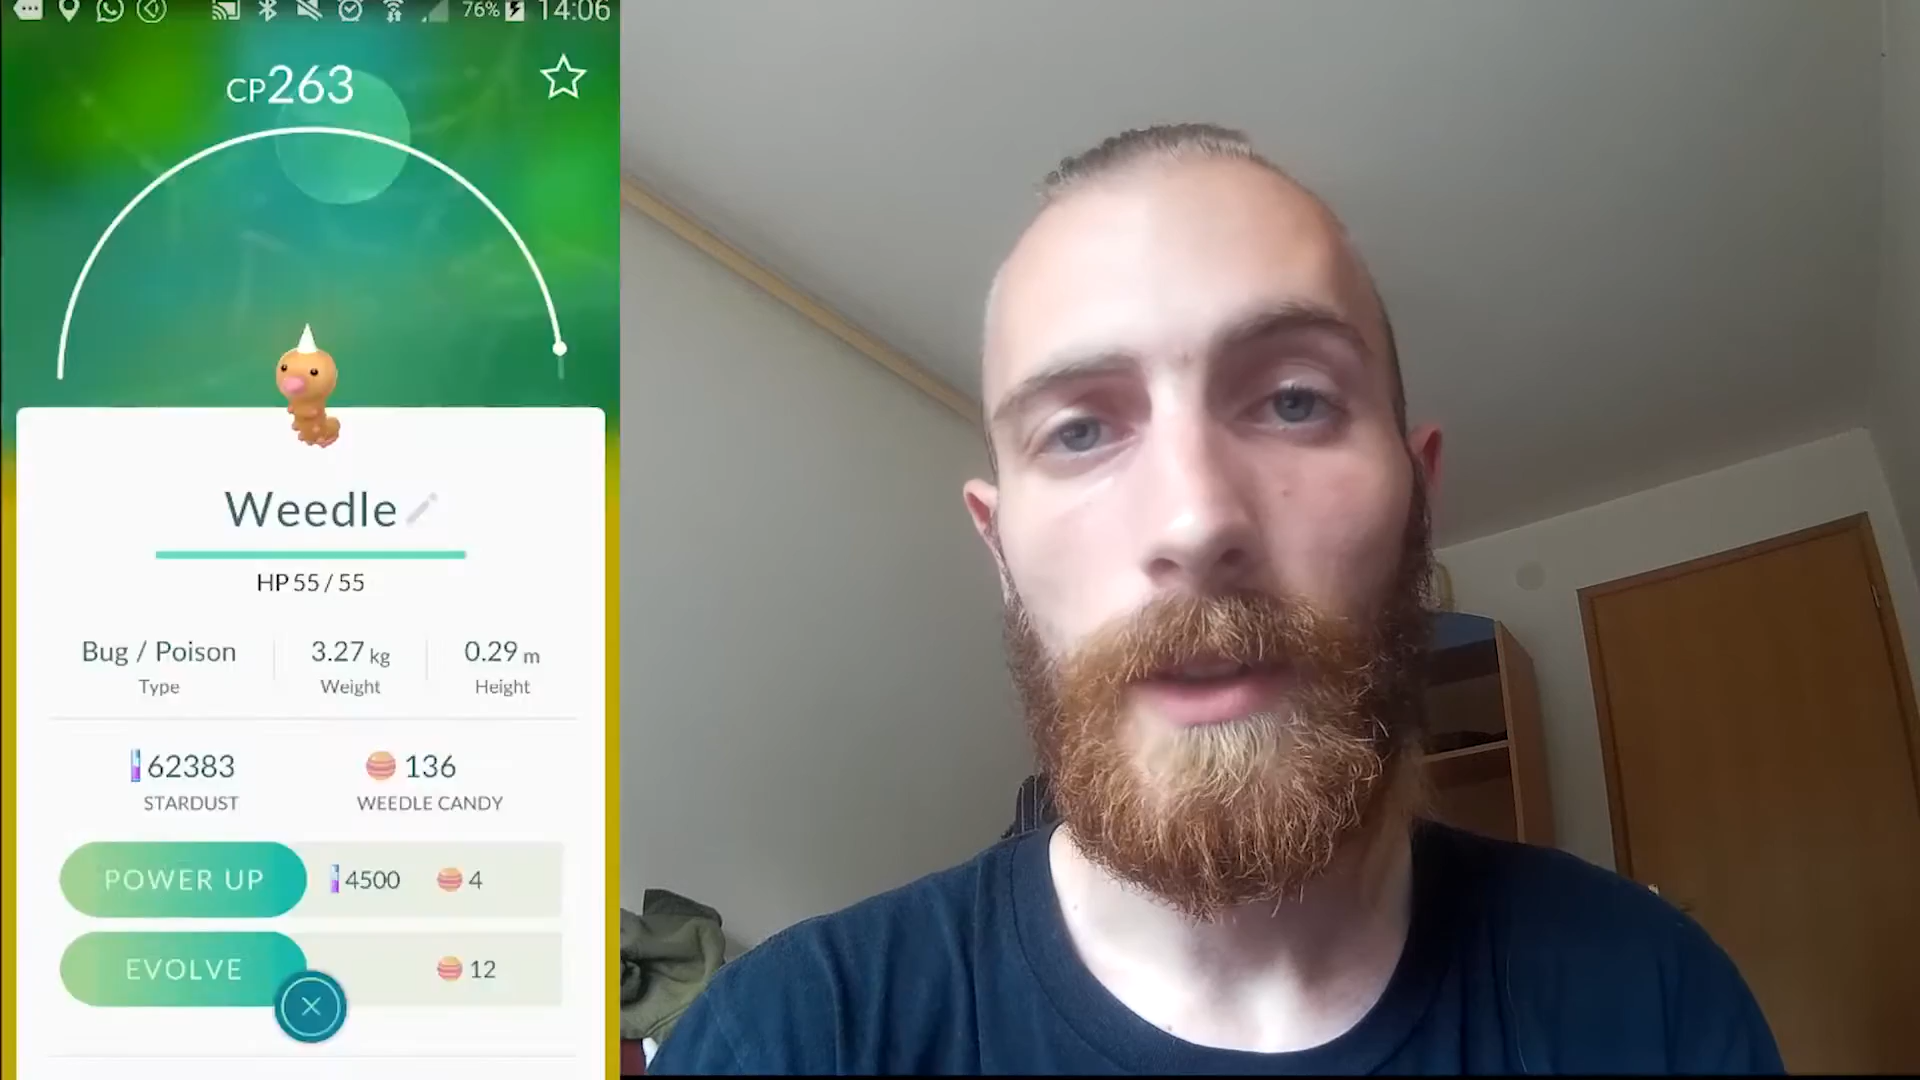 76% 14:06
CP263
Weedle
HP 55 / 55
Bug / Poison 3.27 kg 0.29 m
Type Weight Height
62383 136
STARDUST WEEDLE CANDY
POWER UP 4500 4
EVOLVE 12